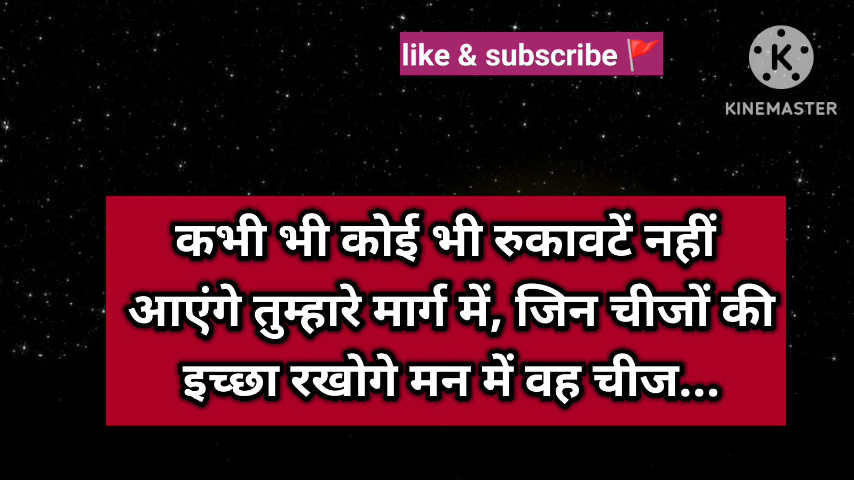 like & subscribe 🚩
KINEMASTER
कभी भी कोई भी रुकावटें नहीं
आएंगे तुम्हारे मार्ग में, जिन चीजों की
इच्छा रखोगे मन में वह चीज...